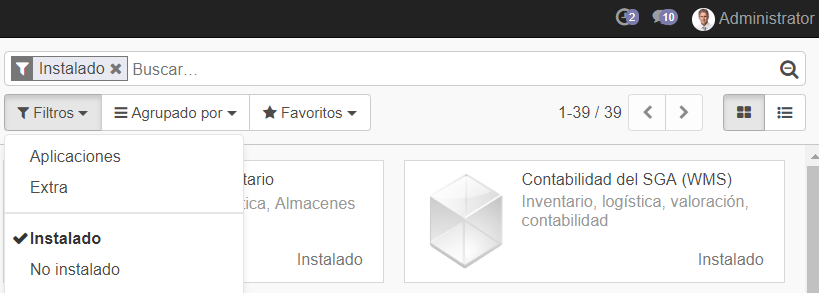 2 10 Administrator
Instalado Buscar...
Filtros Agrupado por Favoritos 1-39 / 39
Aplicaciones
Extra
Instalado
No instalado
tario
tica, Almacenes
Instalado
Contabilidad del SGA (WMS)
Inventario, logística, valoración,
contabilidad
Instalado